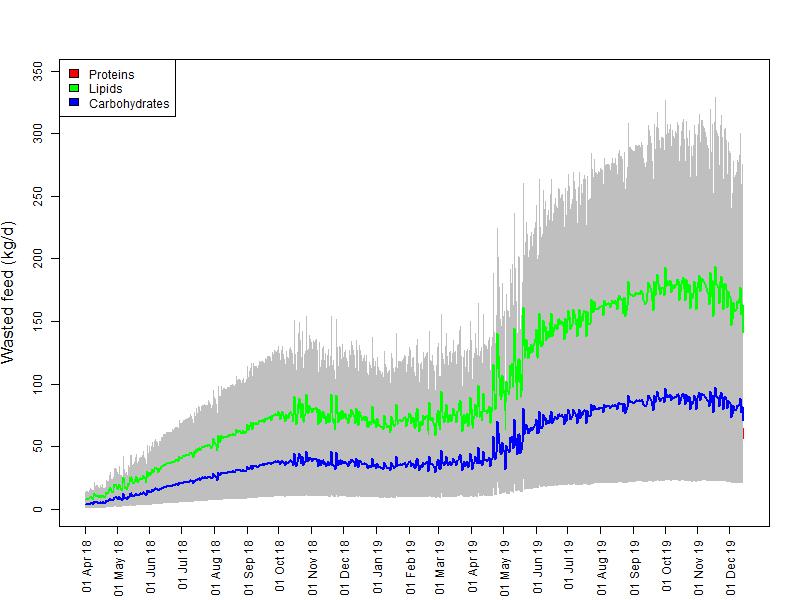 Proteins
Lipids
Carbohydrates
Wasted feed (kg/d)
350
300
250
200
150
100
50
0
01 Apr 18
01 May 18
01 Jun 18
01 Jul 18
01 Aug 18
01 Sep 18
01 Oct 18
01 Nov 18
01 Dec 18
01 Jan 19
01 Feb 19
01 Mar 19
01 Apr 19
01 May 19
01 Jun 19
01 Jul 19
01 Aug 19
01 Sep 19
01 Oct 19
01 Nov 19
01 Dec 19